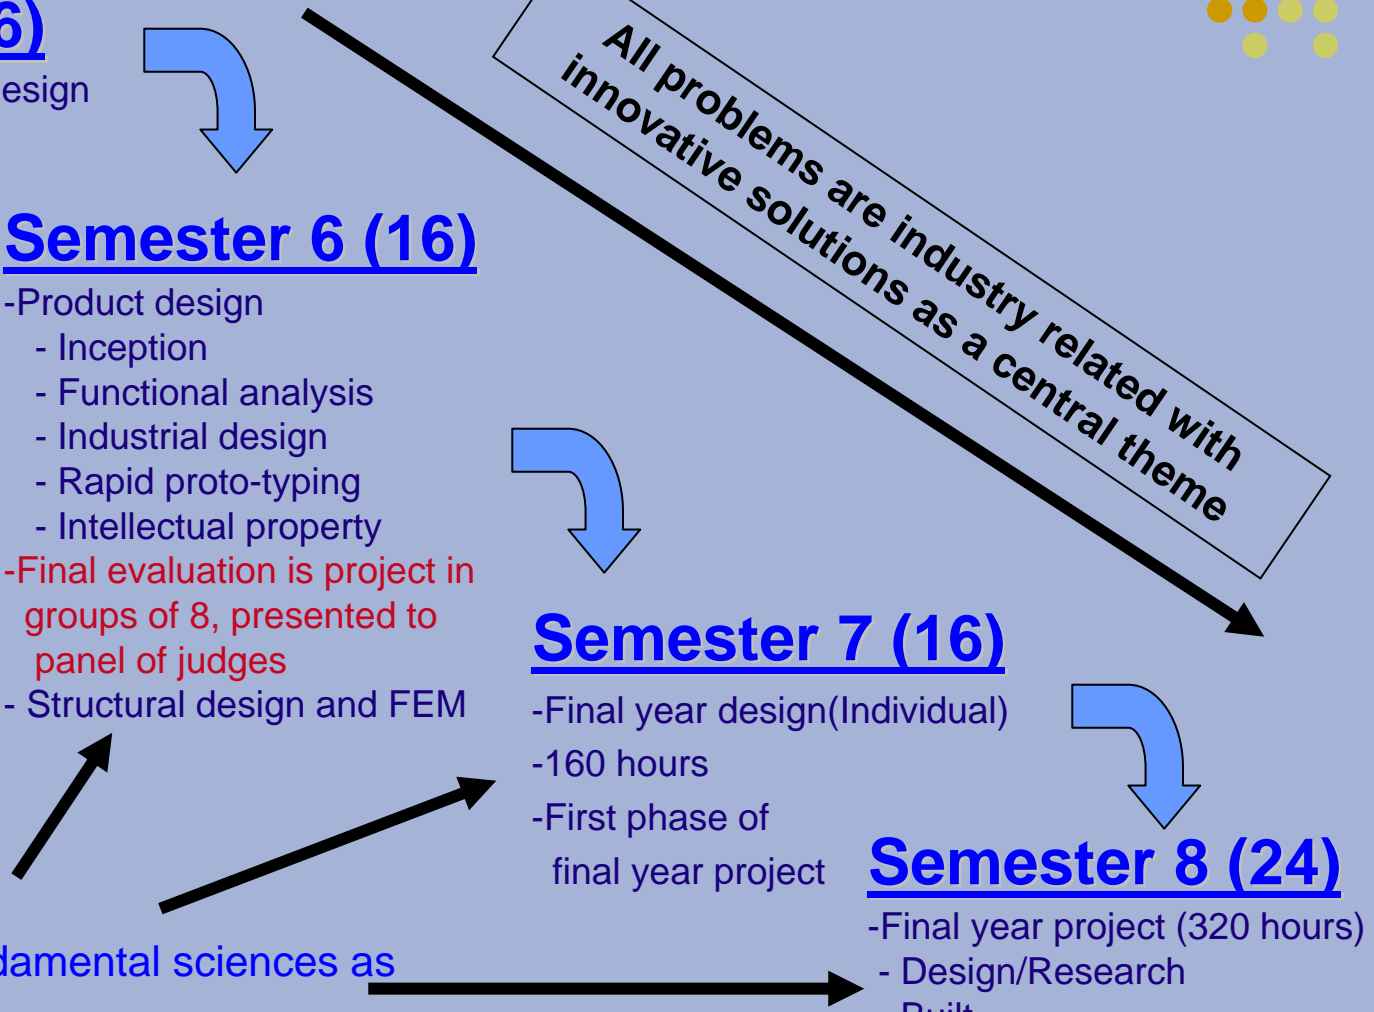 6)
esign
All problems are industry related with
innovative solutions as a central theme
Semester 6 (16)
-Product design
- Inception
- Functional analysis
- Industrial design
- Rapid proto-typing
- Intellectual property
-Final evaluation is project in
groups of 8, presented to
panel of judges
- Structural design and FEM
Semester 7 (16)
-Final year design(Individual)
-160 hours
-First phase of
final year project
Semester 8 (24)
-Final year project (320 hours)
- Design/Research
- Built
damental sciences as